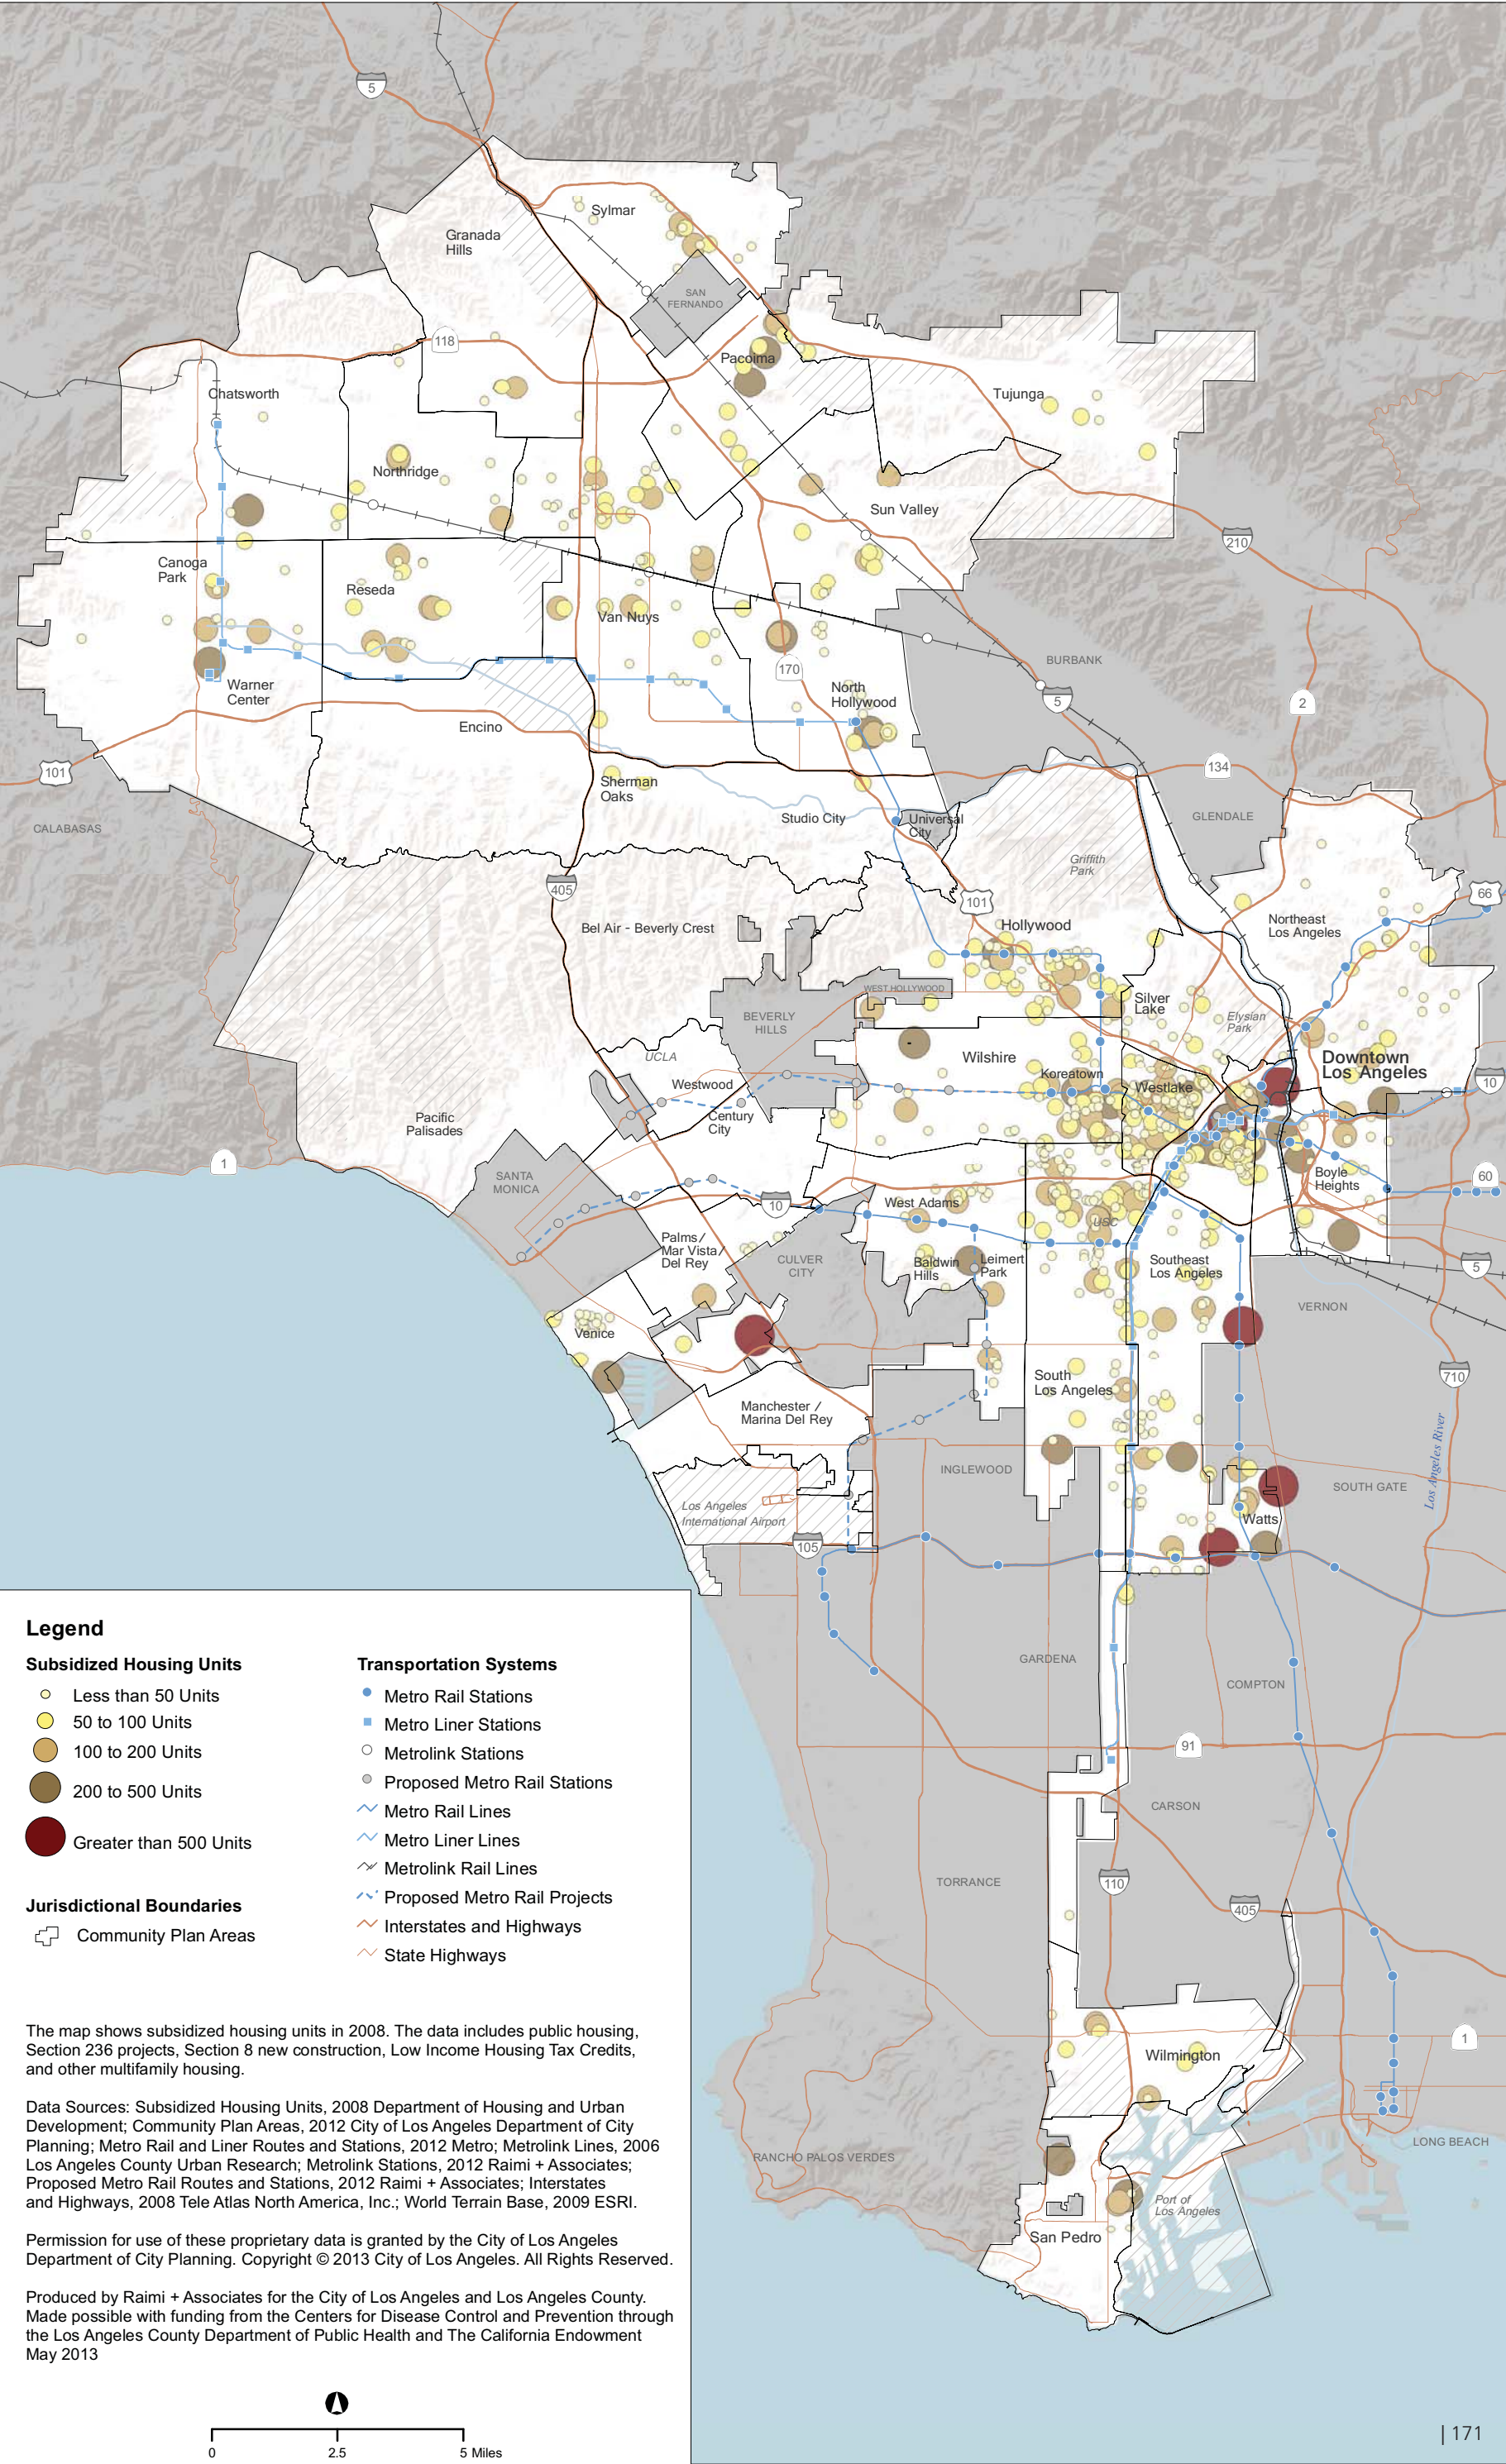 5
Sylmar
Granada
Hills
SAN
FERNANDO
118
Pacoima
Chatsworth
Tujunga
Northridge
Sun Valley
210
Canoga
Park
Reseda
Van Nuys
BURBANK
170
Warner
Center
North
Hollywood
5
2
Encino
101
134
Sherman
Oaks
Studio City
Universal
City
GLENDALE
CALABASAS
Griffith
Park
405
101
66
Bel Air - Beverly Crest
Hollywood
Northeast
Los Angeles
WEST HOLLYWOOD
Silver
Lake
BEVERLY
HILLS
Elysian
Park
UCLA
Wilshire
Downtown
Los Angeles
Koreatown
Westlake
10
Westwood
Century
City
Pacific
Palisades
1
SANTA
MONICA
Boyle
Heights
60
10
West Adams
USC
Palms/
Mar Vista/
Del Rey
CULVER
CITY
Baldwin
Hills
Leimert
Park
Southeast
Los Angeles
5
VERNON
Venice
710
South
Los Angeles
Manchester /
Marina Del Rey
INGLEWOOD
SOUTH GATE
Los Angeles River
Los Angeles
International Airport
Watts
105
GARDENA
COMPTON
91
CARSON
TORRANCE
110
405
1
Wilmington
LONG BEACH
RANCHO PALOS VERDES
Port of
Los Angeles
San Pedro
Legend
Subsidized Housing Units
Less than 50 Units
50 to 100 Units
100 to 200 Units
200 to 500 Units
Greater than 500 Units
Jurisdictional Boundaries
Community Plan Areas
Transportation Systems
Metro Rail Stations
Metro Liner Stations
Metrolink Stations
Proposed Metro Rail Stations
Metro Rail Lines
Metro Liner Lines
Metrolink Rail Lines
Proposed Metro Rail Projects
Interstates and Highways
State Highways
The map shows subsidized housing units in 2008. The data includes public housing,
Section 236 projects, Section 8 new construction, Low Income Housing Tax Credits,
and other multifamily housing.
Data Sources: Subsidized Housing Units, 2008 Department of Housing and Urban
Development; Community Plan Areas, 2012 City of Los Angeles Department of City
Planning; Metro Rail and Liner Routes and Stations, 2012 Metro; Metrolink Lines, 2006
Los Angeles County Urban Research; Metrolink Stations, 2012 Raimi + Associates;
Proposed Metro Rail Routes and Stations, 2012 Raimi + Associates; Interstates
and Highways, 2008 Tele Atlas North America, Inc.; World Terrain Base, 2009 ESRI.
Permission for use of these proprietary data is granted by the City of Los Angeles
Department of City Planning. Copyright © 2013 City of Los Angeles. All Rights Reserved.
Produced by Raimi + Associates for the City of Los Angeles and Los Angeles County.
Made possible with funding from the Centers for Disease Control and Prevention through
the Los Angeles County Department of Public Health and The California Endowment
May 2013
0 2.5 5 Miles
| 171